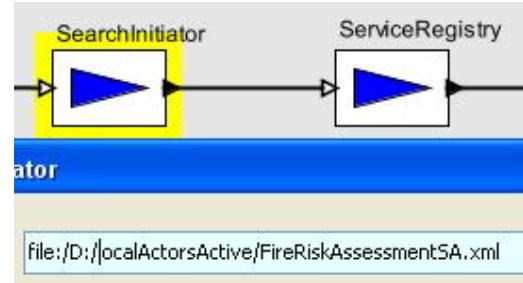 SearchInitiator ServiceRegistry
ator
file:/D:/localActorsActive/FireRiskAssessmentSA.xml